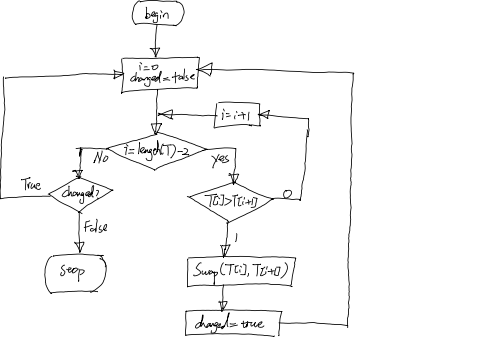 begin
i=0
changed=false
i=i+1
i=length(T)-2
No
yes
True
changed?
T[i]>T[i+1]
0
False
1
Stop
Swap(T[i],T[i+1])
changed=true